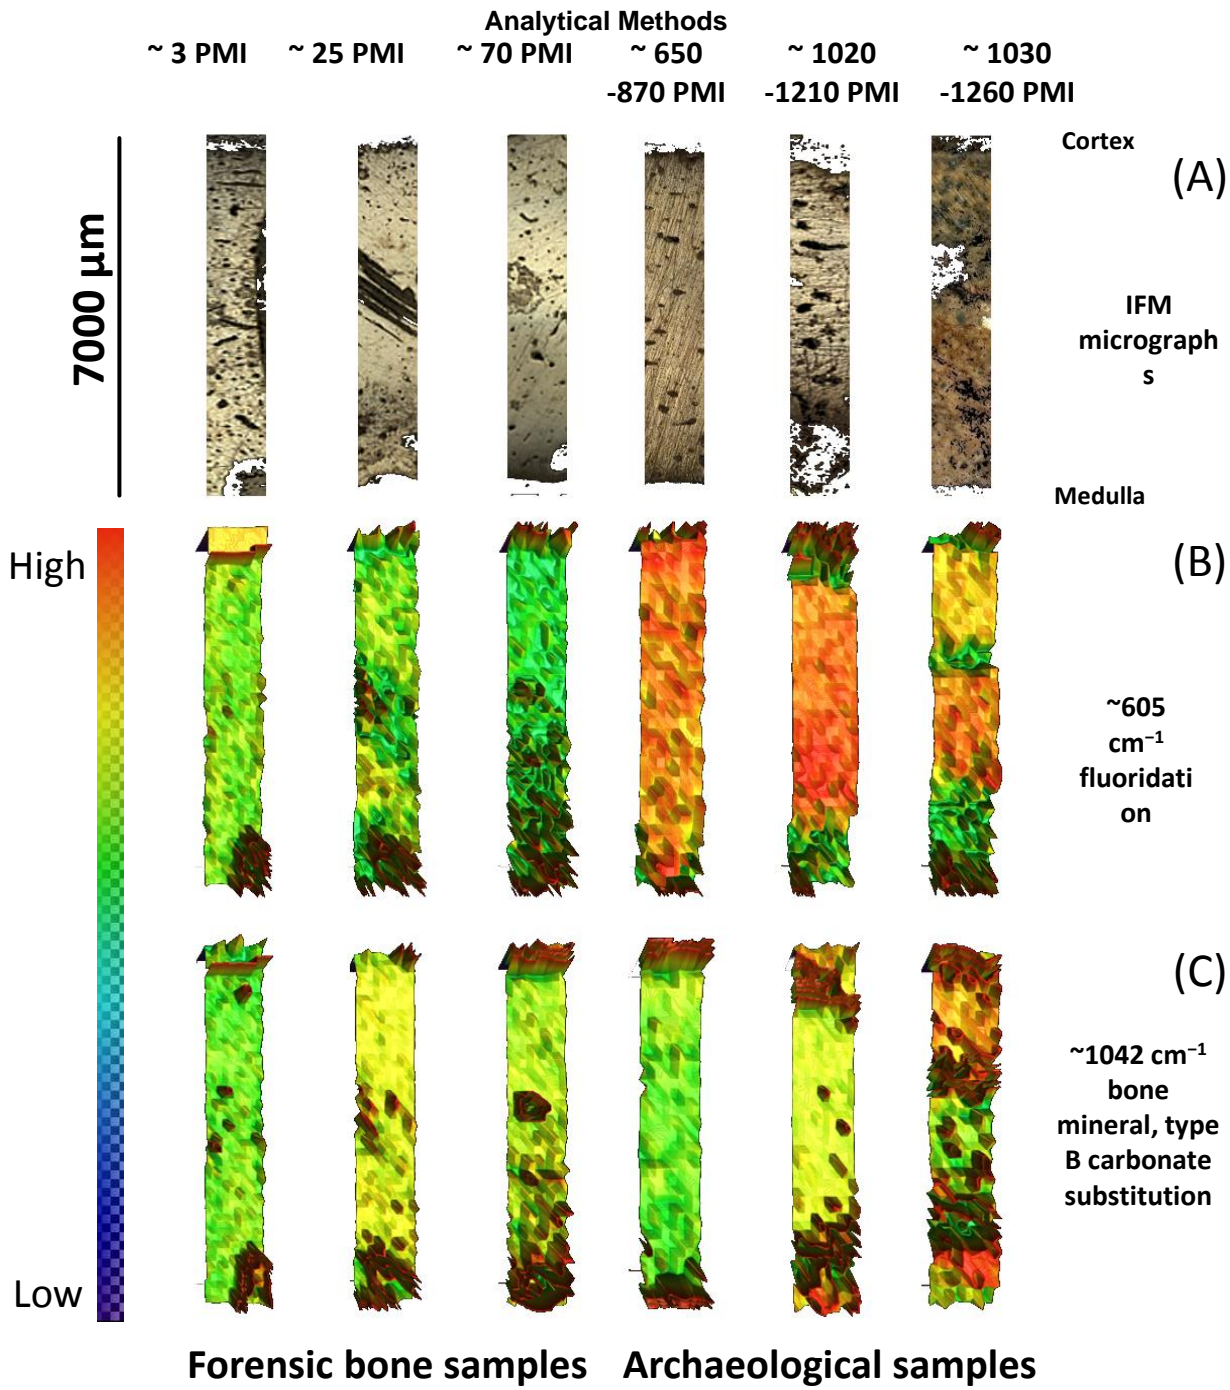 Analytical Methods
~ 3 PMI ~ 25 PMI ~ 70 PMI ~ 650 ~ 1020 ~ 1030
-870 PMI -1210 PMI -1260 PMI
Cortex
(A)
7000 µm
IFM
micrograph
s
Medulla
High
(B)
~605
cm⁻¹
fluoridati
on
(C)
~1042 cm⁻¹
bone
mineral, type
B carbonate
substitution
Low
Forensic bone samples Archaeological samples